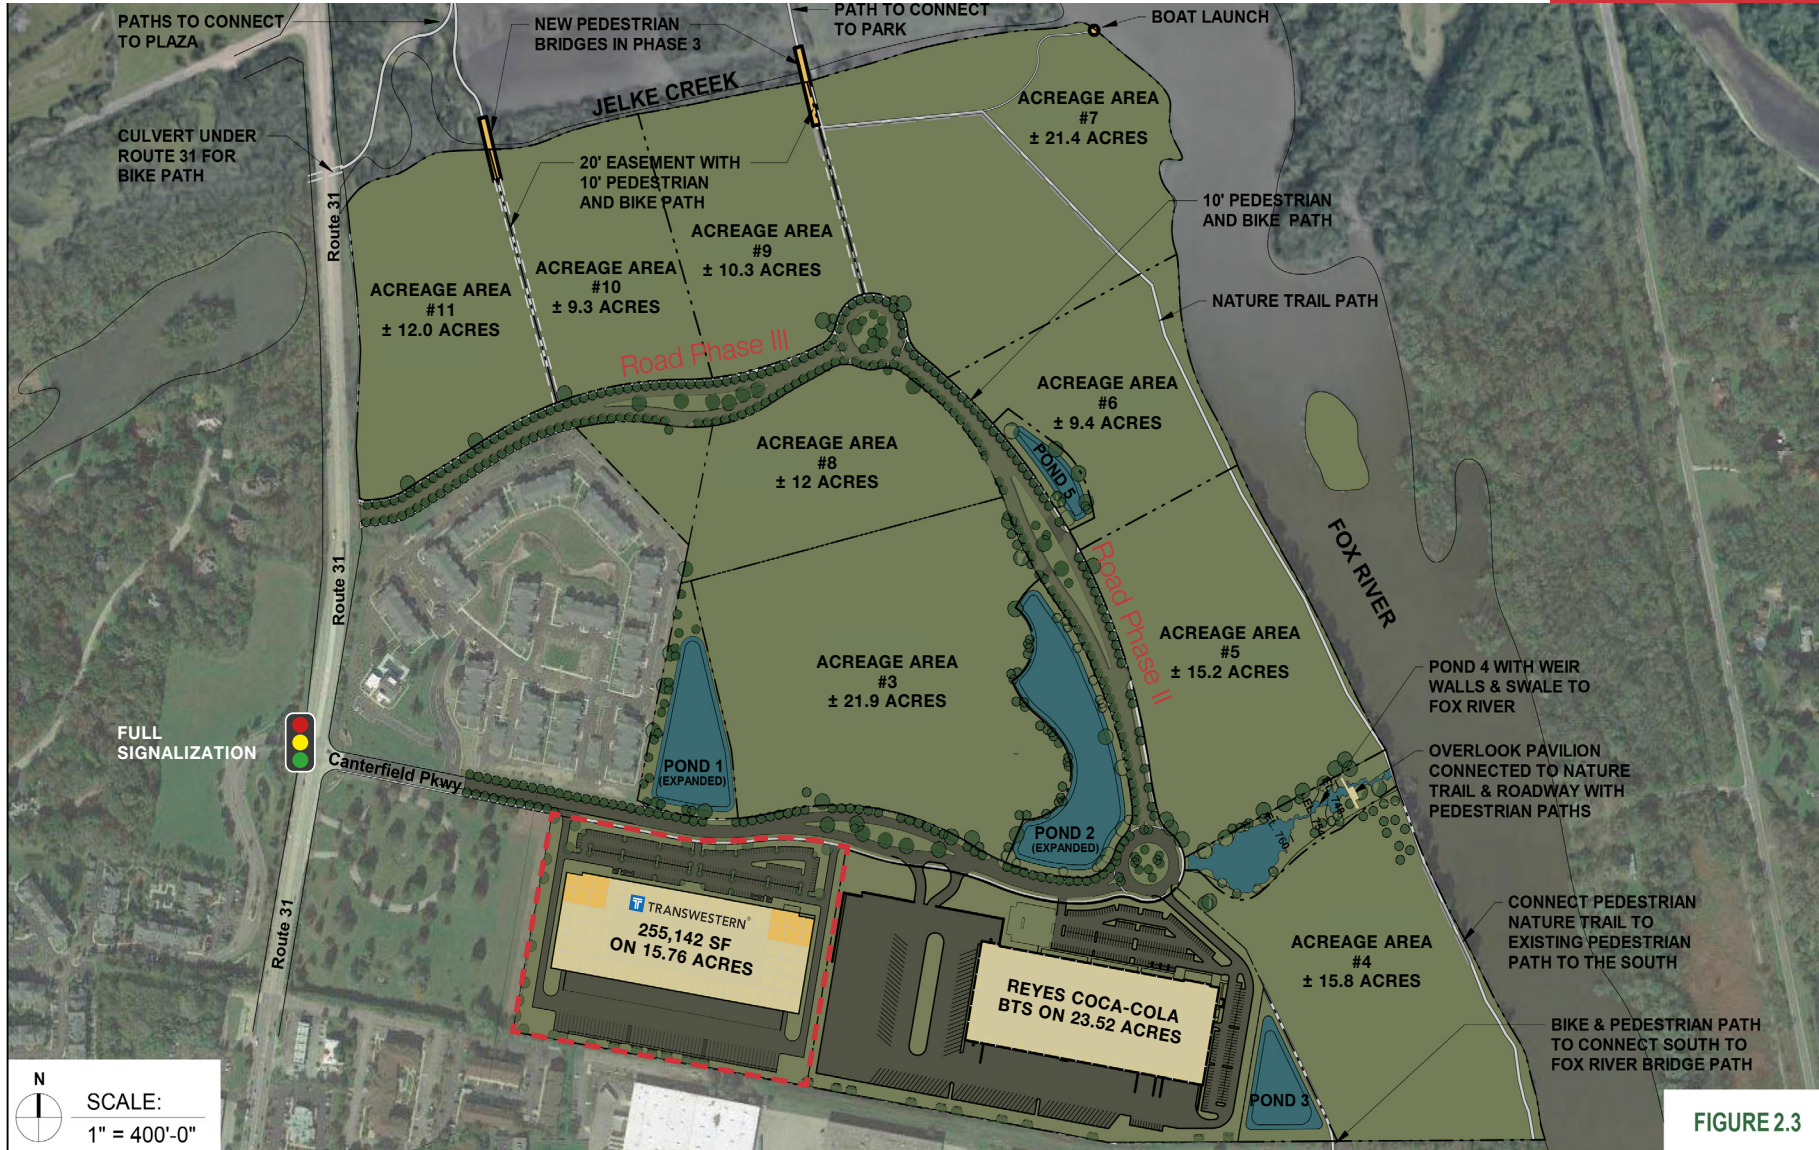 PATHS TO CONNECT
TO PLAZA
NEW PEDESTRIAN
BRIDGES IN PHASE 3
PATH TO CONNECT
TO PARK
BOAT LAUNCH
JELKE CREEK
ACREAGE AREA
#7
± 21.4 ACRES
CULVERT UNDER
ROUTE 31 FOR
BIKE PATH
20' EASEMENT WITH
10' PEDESTRIAN
AND BIKE PATH
10' PEDESTRIAN
AND BIKE PATH
Route 31
ACREAGE AREA
#9
± 10.3 ACRES
ACREAGE AREA
#10
± 9.3 ACRES
ACREAGE AREA
#11
± 12.0 ACRES
NATURE TRAIL PATH
Road Phase III
ACREAGE AREA
#6
± 9.4 ACRES
ACREAGE AREA
#8
± 12 ACRES
POND 5
FOX RIVER
Route 31
Road Phase II
ACREAGE AREA
#5
± 15.2 ACRES
ACREAGE AREA
#3
± 21.9 ACRES
POND 4 WITH WEIR
WALLS & SWALE TO
FOX RIVER
FULL
SIGNALIZATION
Canterfield Pkwy
POND 1
(EXPANDED)
OVERLOOK PAVILION
CONNECTED TO NATURE
TRAIL & ROADWAY WITH
PEDESTRIAN PATHS
POND 2
(EXPANDED)
EL. 748
EL. 754
EL. 760
TRANSWESTERN®
255,142 SF
ON 15.76 ACRES
Route 31
CONNECT PEDESTRIAN
NATURE TRAIL TO
EXISTING PEDESTRIAN
PATH TO THE SOUTH
ACREAGE AREA
#4
± 15.8 ACRES
REYES COCA-COLA
BTS ON 23.52 ACRES
BIKE & PEDESTRIAN PATH
TO CONNECT SOUTH TO
FOX RIVER BRIDGE PATH
POND 3
N
SCALE:
1" = 400'-0"
FIGURE 2.3